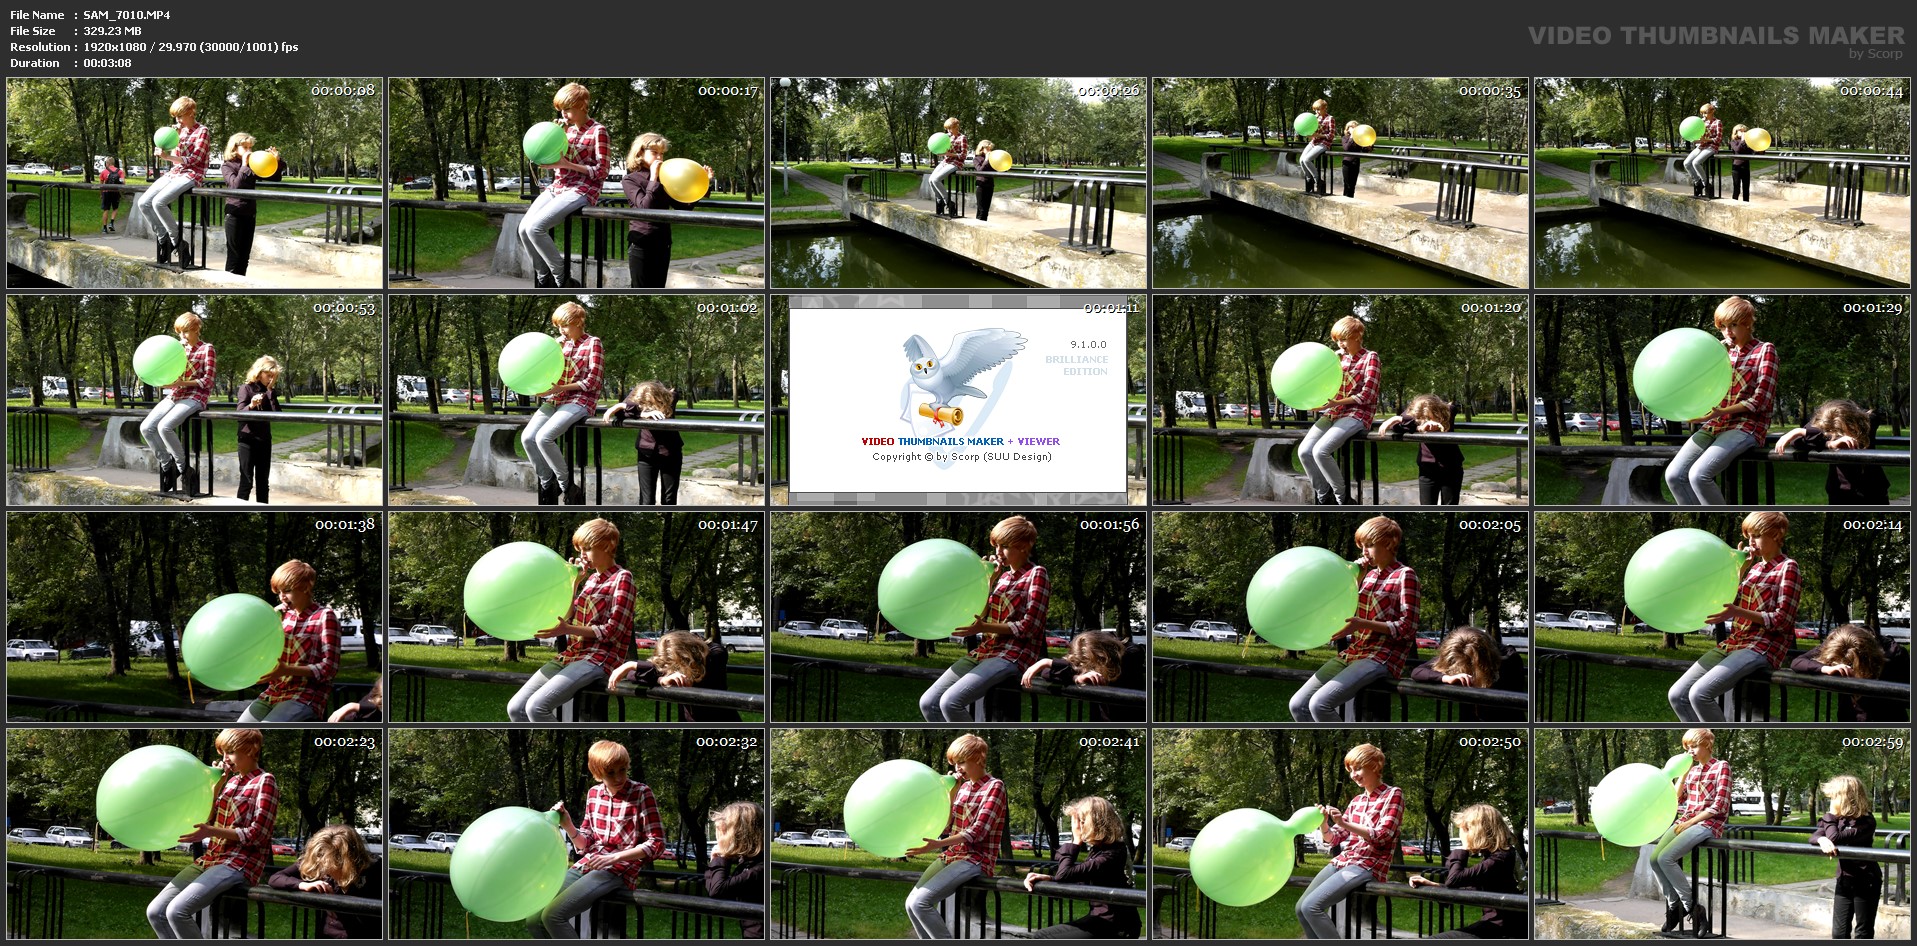 File Name : SAM_7010.MP4
File Size : 329.23 MB
Resolution : 1920x1080 / 29.970 (30000/1001) fps
Duration : 00:03:08
VIDEO THUMBNAILS MAKER
by Scorp
00:00:08
00:00:17
00:00:26
00:00:35
00:00:44
00:00:53
00:01:02
00:01:11
9.1.0.0
BRILLIANCE
EDITION
VIDEO THUMBNAILS MAKER + VIEWER
Copyright © by Scorp (SUU Design)
00:01:20
00:01:29
00:01:38
00:01:47
00:01:56
00:02:05
00:02:14
00:02:23
00:02:32
00:02:41
00:02:50
00:02:59